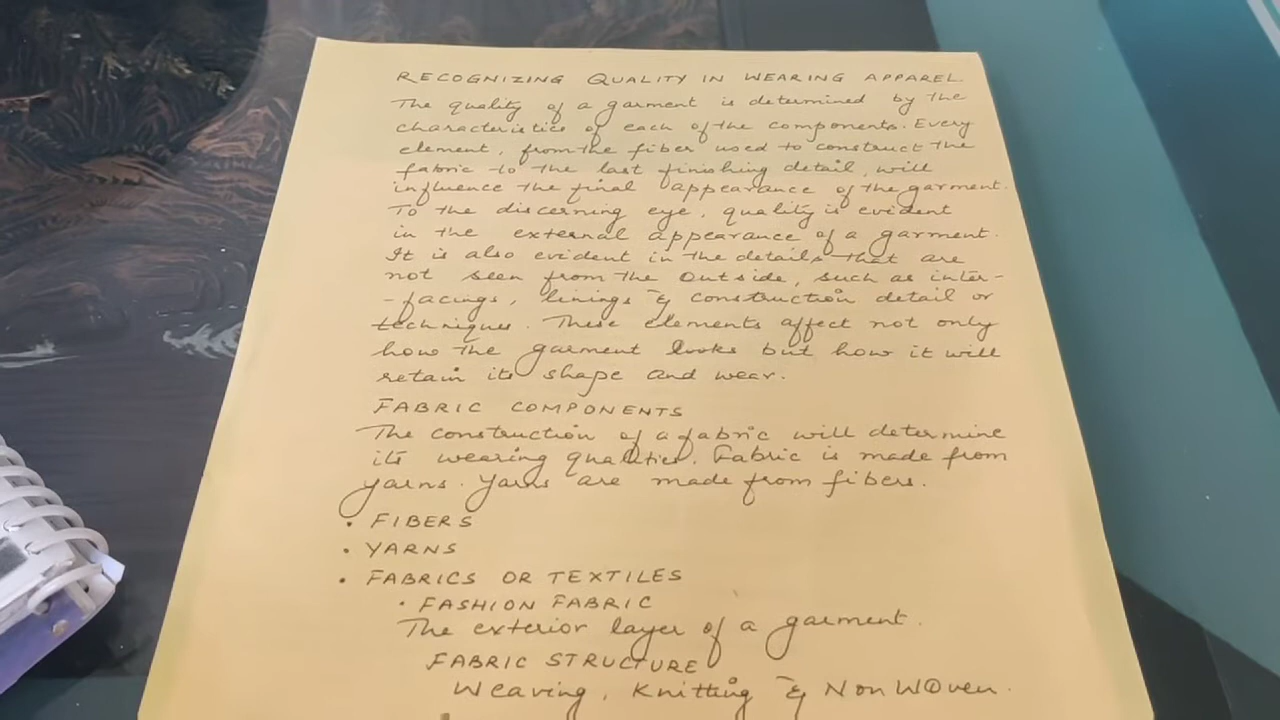 RECOGNIZING QUALITY IN WEARING APPAREL.
The quality of a garment is determined by the
characteristics of each of the components. Every
element, from the fiber used to construct the
fabric to the last finishing detail, will
influence the final appearance of the garment.
To the discerning eye, quality is evident
in the external appearance of a garment.
It is also evident in the details that are
not seen from the outside, such as inter-
-facings, linings & construction detail or
techniques. These elements affect not only
how the garment looks but how it will
retain its shape and wear.
FABRIC COMPONENTS
The construction of a fabric will determine
its wearing qualities. Fabric is made from
yarns. Yarns are made from fibers.
• FIBERS
• YARNS
• FABRICS OR TEXTILES
• FASHION FABRIC
The exterior layer of a garment.
FABRIC STRUCTURE
Weaving, Knitting & Non Woven.